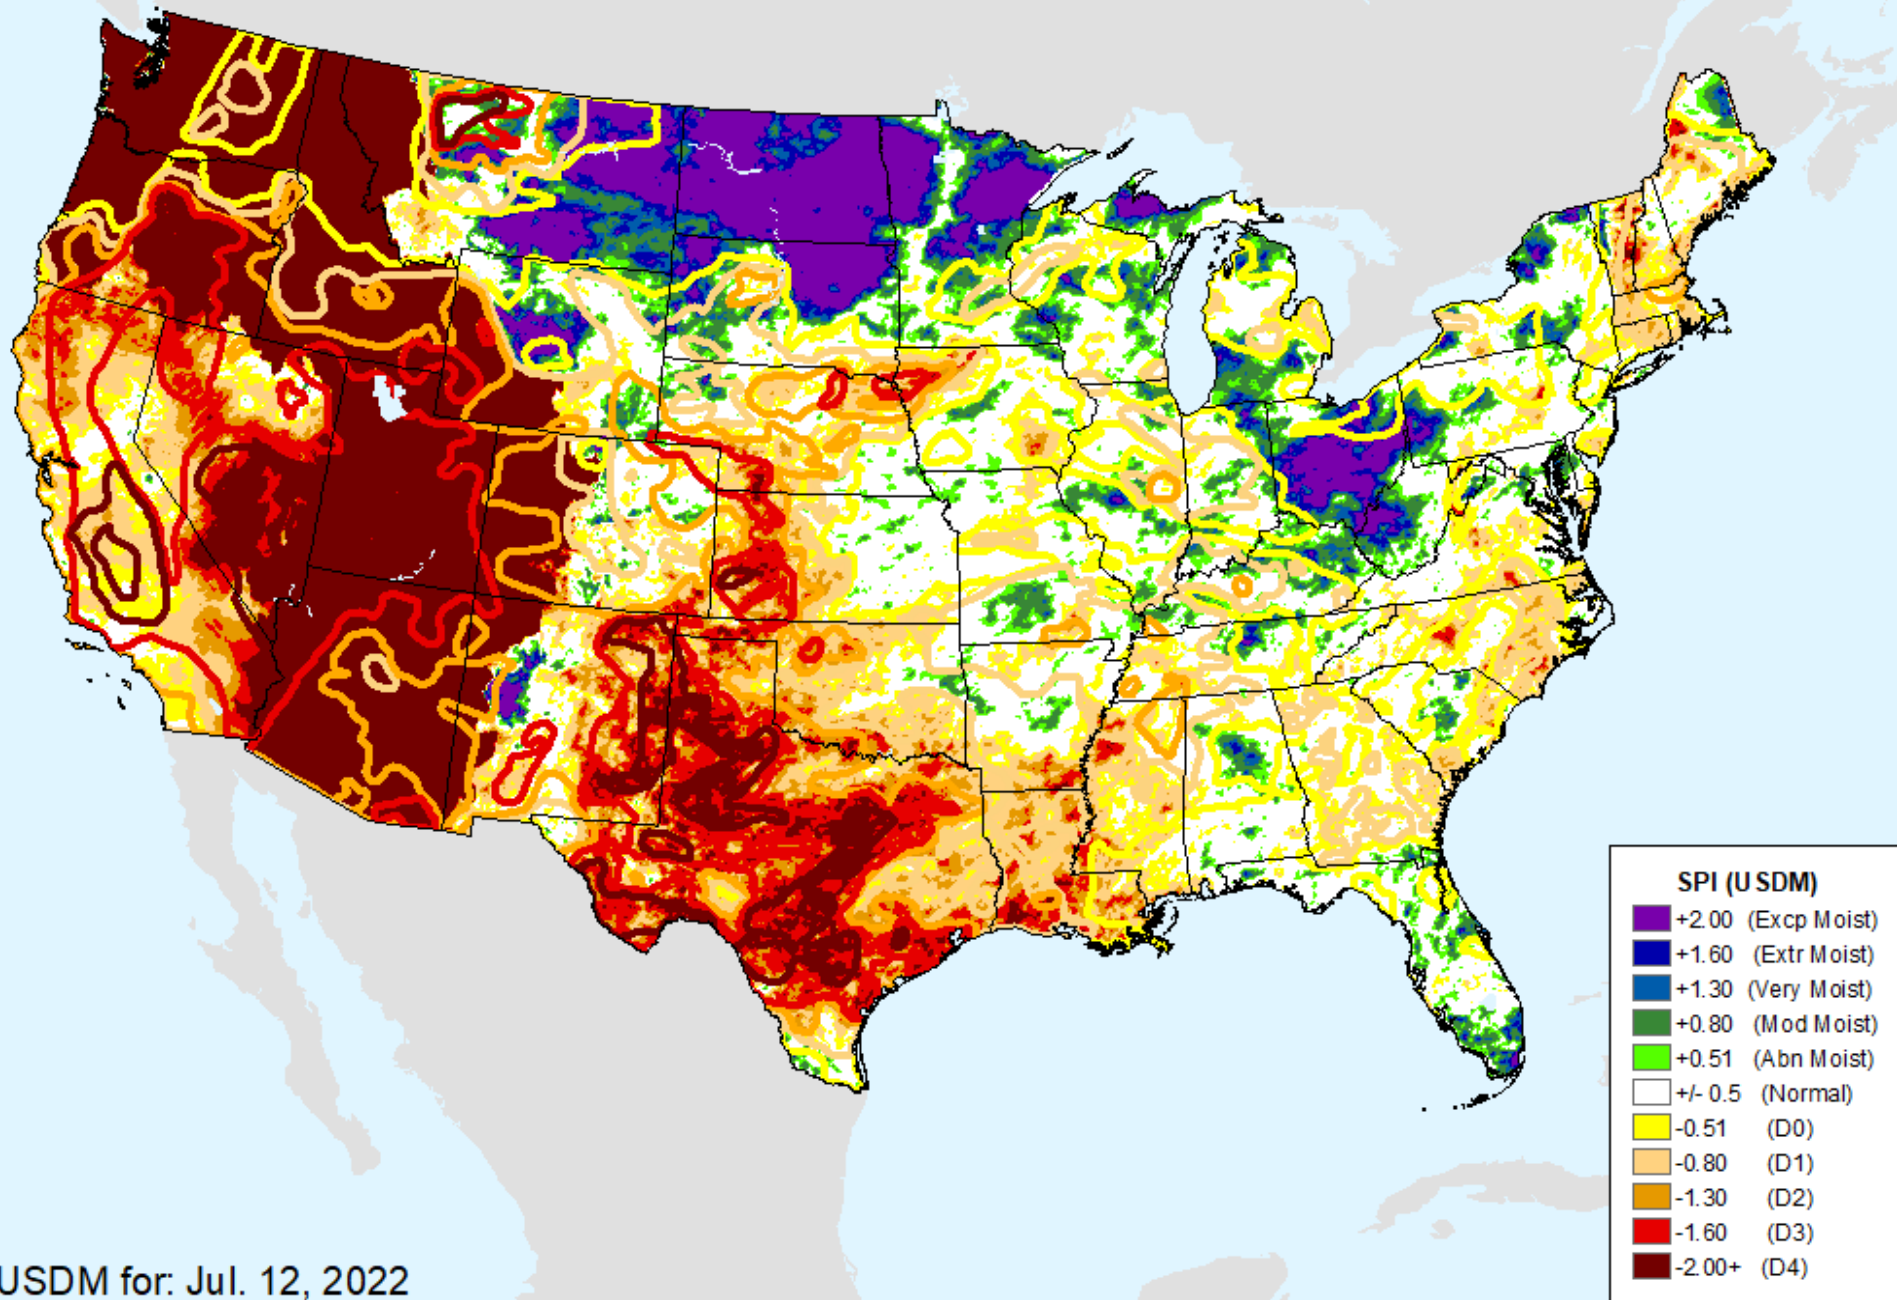 SPI (USDM)
+2.00 (Excp Moist)
+1.60 (Extr Moist)
+1.30 (Very Moist)
+0.80 (Mod Moist)
+0.51 (Abn Moist)
+/- 0.5 (Normal)
-0.51 (D0)
-0.80 (D1)
-1.30 (D2)
-1.60 (D3)
-2.00+ (D4)
USDM for: Jul. 12, 2022